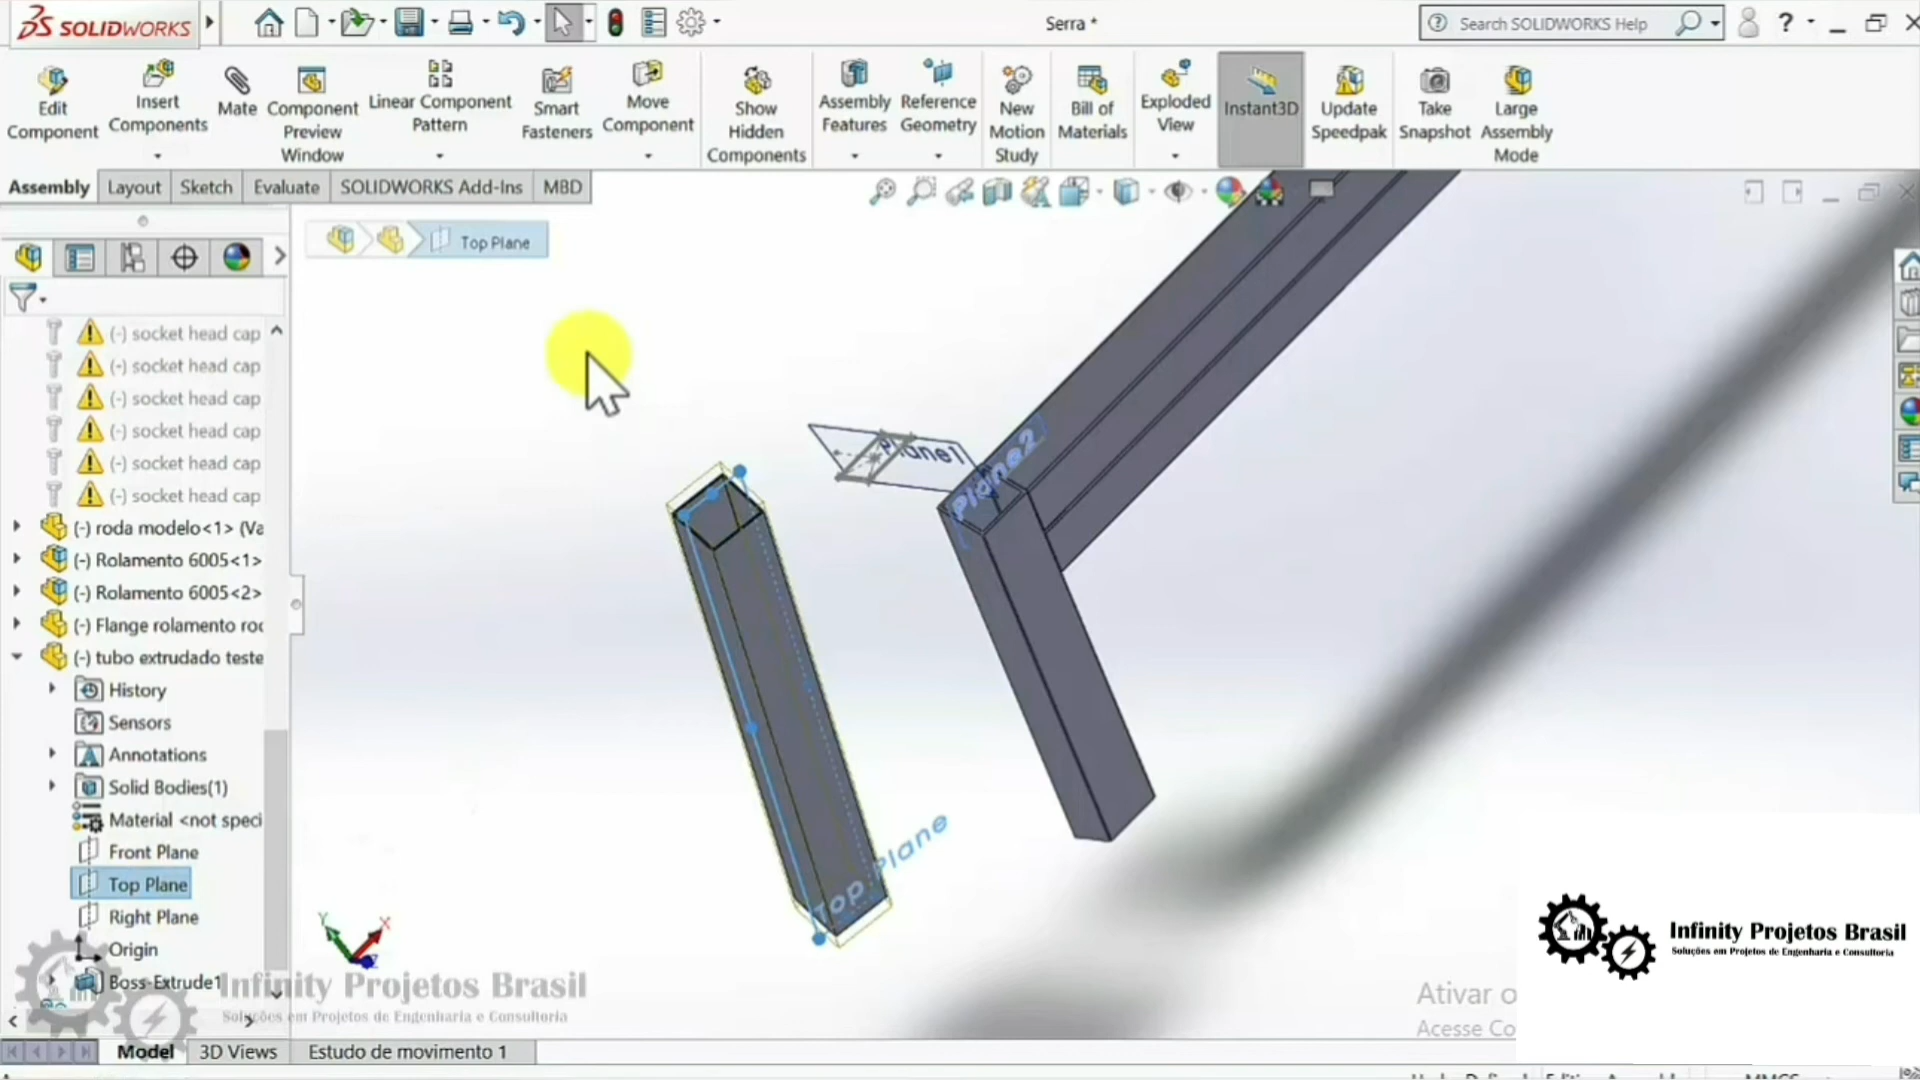 SOLIDWORKS
Serra *
Search SOLIDWORKS Help
?
Edit
Component
Insert
Components
Mate
Component
Preview
Window
Linear Component
Pattern
Smart
Fasteners
Move
Component
Show
Hidden
Components
Assembly
Features
Reference
Geometry
New
Motion
Study
Bill of
Materials
Exploded
View
Instant3D
Update
Speedpak
Take
Snapshot
Large
Assembly
Mode
Assembly
Layout
Sketch
Evaluate
SOLIDWORKS Add-Ins
MBD
Top Plane
(-) socket head cap
(-) socket head cap
(-) socket head cap
(-) socket head cap
(-) socket head cap
(-) socket head cap
(-) roda modelo<1> (Va
(-) Rolamento 6005<1>
(-) Rolamento 6005<2>
(-) Flange rolamento roc
(-) tubo extrudado teste
History
Sensors
Annotations
Solid Bodies(1)
Material <not speci
Front Plane
Top Plane
Right Plane
Origin
Boss-Extrude1
Plane1
Plane2
Top Plane
Y
X
Infinity Projetos Brasil
Soluções em Projetos de Engenharia e Consultoria
Infinity Projetos Brasil
Soluções em Projetos de Engenharia e Consultoria
Ativar o
Acesse Co
Model
3D Views
Estudo de movimento 1